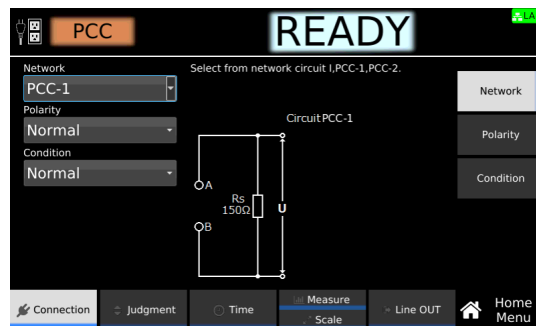 PCC
READY
LA
Network
Select from network circuit I,PCC-1,PCC-2.
PCC-1
Polarity
Normal
Condition
Normal
Circuit PCC-1
A
Rs
150Ω
U
B
Network
Polarity
Condition
Connection
Judgment
Time
Measure
Scale
Line OUT
Home
Menu